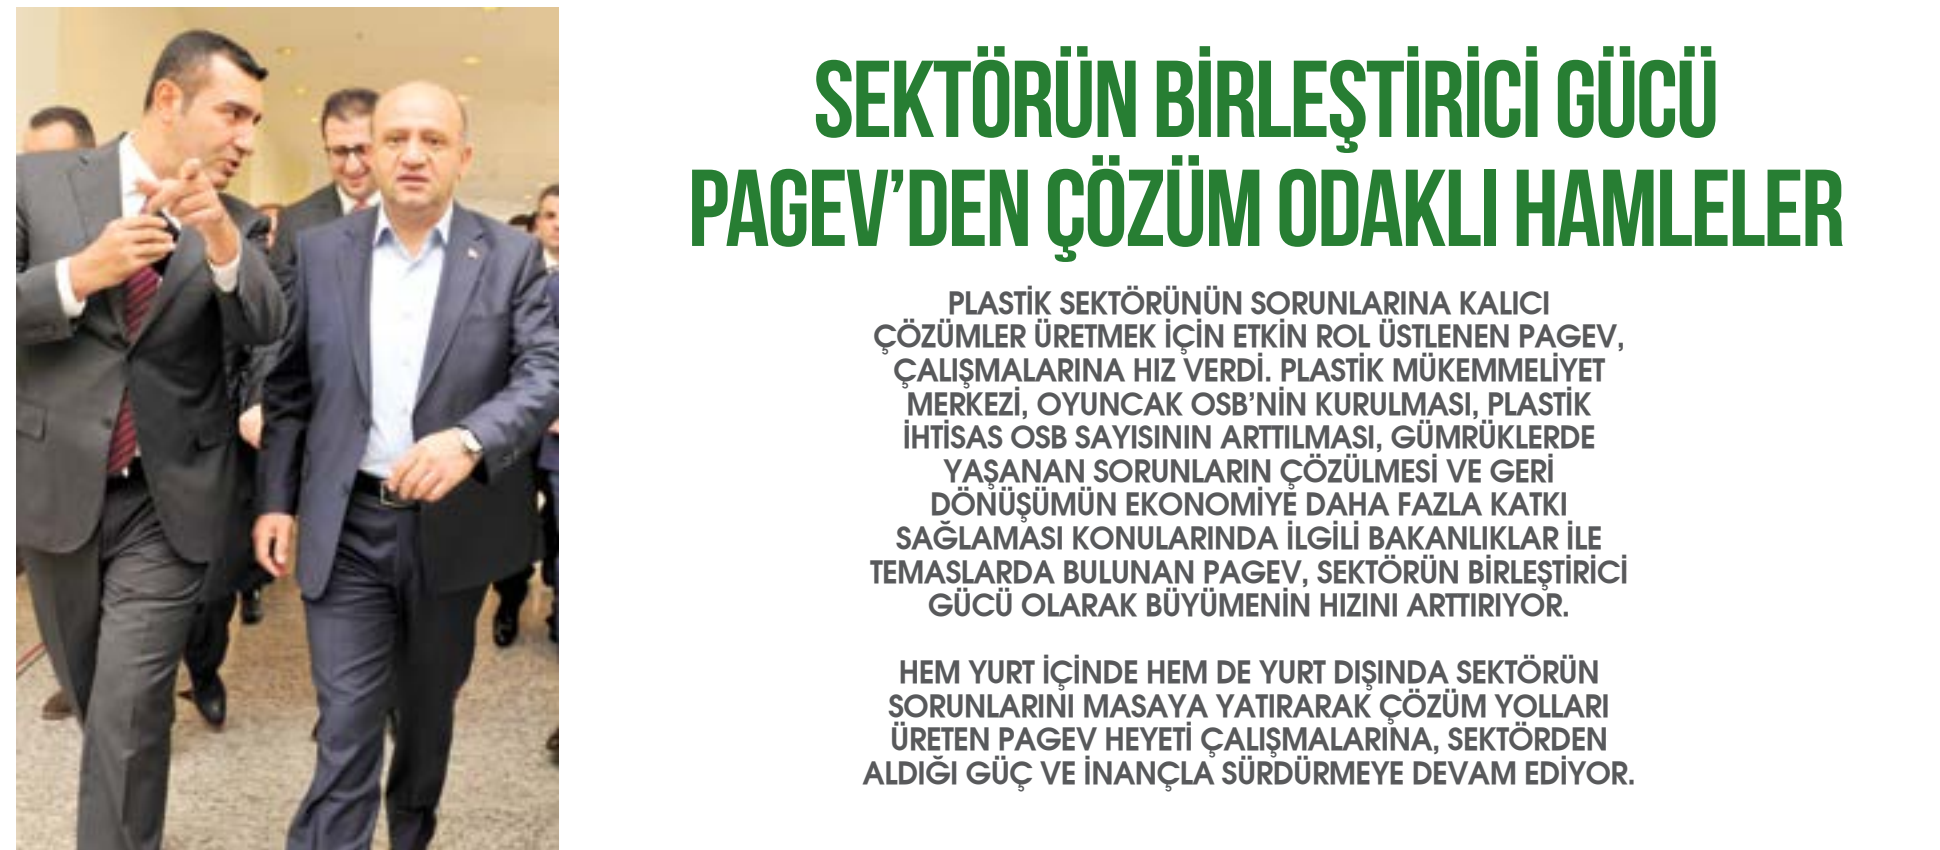 SEKTÖRÜN BİRLEŞTİRİCİ GÜCÜ
PAGEV'DEN ÇÖZÜM ODAKLI HAMLELER
PLASTİK SEKTÖRÜNÜN SORUNLARINA KALICI
ÇÖZÜMLER ÜRETMEK İÇİN ETKİN ROL ÜSTLENEN PAGEV,
ÇALIŞMALARINA HIZ VERDİ. PLASTİK MÜKEMMELİYET
MERKEZİ, OYUNCAK OSB'NİN KURULMASI, PLASTİK
İHTİSAS OSB SAYISININ ARTTILMASI, GÜMRÜKLERDE
YAŞANAN SORUNLARIN ÇÖZÜLMESİ VE GERİ
DÖNÜŞÜMÜN EKONOMİYE DAHA FAZLA KATKI
SAĞLAMASI KONULARINDA İLGİLİ BAKANLIKLAR İLE
TEMASLARDA BULUNAN PAGEV, SEKTÖRÜN BİRLEŞTİRİCİ
GÜCÜ OLARAK BÜYÜMENİN HIZINI ARTTIRIYOR.
HEM YURT İÇİNDE HEM DE YURT DIŞINDA SEKTÖRÜN
SORUNLARINI MASAYA YATIRARAK ÇÖZÜM YOLLARI
ÜRETEN PAGEV HEYETİ ÇALIŞMALARINA, SEKTÖRDEN
ALDIĞI GÜÇ VE İNANÇLA SÜRDÜRMEYE DEVAM EDİYOR.